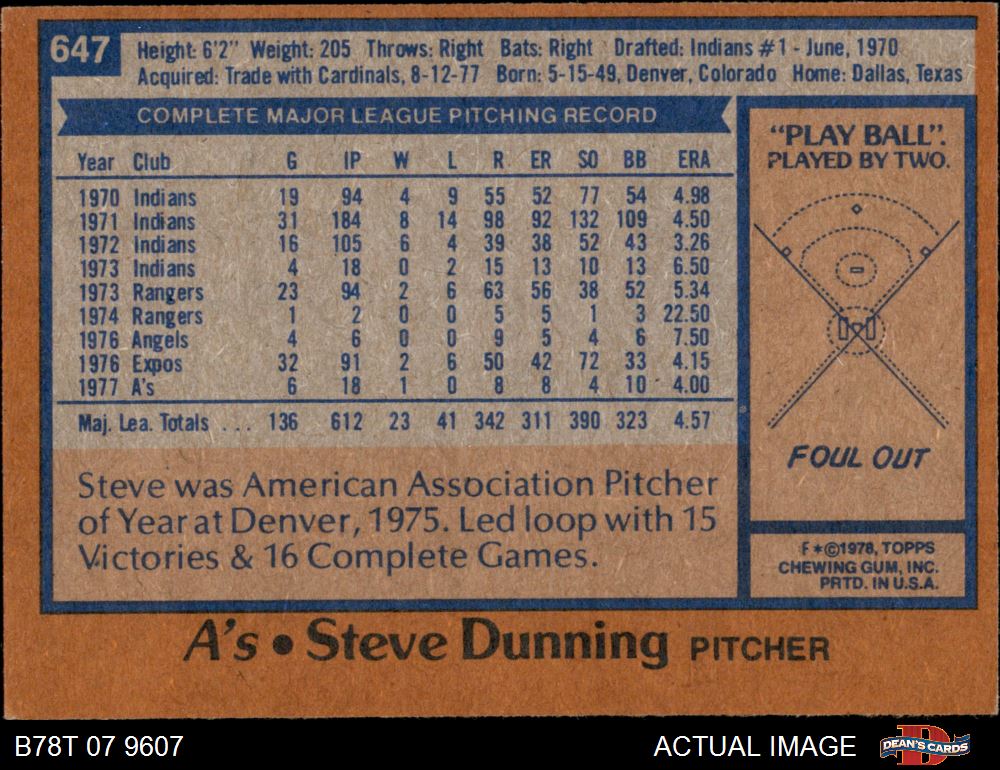 647
Height: 6'2" Weight: 205 Throws: Right Bats: Right Drafted: Indians #1 - June, 1970
Acquired: Trade with Cardinals, 8-12-77 Born: 5-15-49, Denver, Colorado Home: Dallas, Texas
COMPLETE MAJOR LEAGUE PITCHING RECORD
Year Club G IP W L R ER SO BB ERA
1970 Indians 19 94 4 9 55 52 77 54 4.98
1971 Indians 31 184 8 14 98 92 132 109 4.50
1972 Indians 16 105 6 4 39 38 52 43 3.26
1973 Indians 4 18 0 2 15 13 10 13 6.50
1973 Rangers 23 94 2 6 63 56 38 52 5.34
1974 Rangers 1 2 0 0 5 5 1 3 22.50
1976 Angels 4 6 0 0 9 5 4 6 7.50
1976 Expos 32 91 2 6 50 42 72 33 4.15
1977 A's 6 18 1 0 8 8 4 10 4.00
Maj. Lea. Totals ... 136 612 23 41 342 311 390 323 4.57
Steve was American Association Pitcher
of Year at Denver, 1975. Led loop with 15
Victories & 16 Complete Games.
"PLAY BALL".
PLAYED BY TWO.
FOUL OUT
F*©1978, TOPPS
CHEWING GUM, INC.
PRTD. IN U.S.A.
A's • Steve Dunning PITCHER
B78T 07 9607
ACTUAL IMAGE
D
DEAN'S CARDS